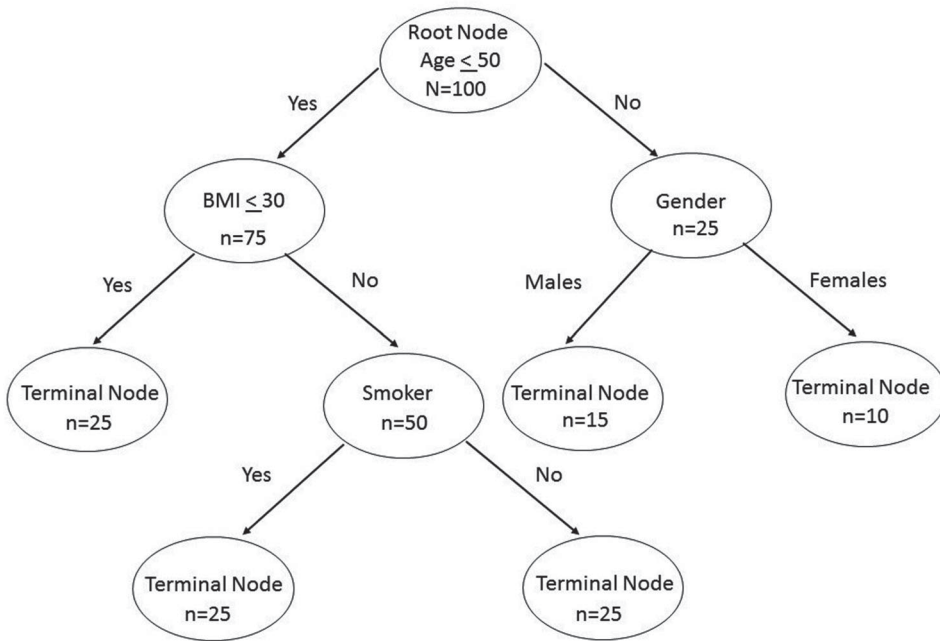 Root Node
Age ≤ 50
N=100
Yes
No
BMI ≤ 30
n=75
Gender
n=25
Yes
No
Males
Females
Terminal Node
n=25
Smoker
n=50
Terminal Node
n=15
Terminal Node
n=10
Yes
No
Terminal Node
n=25
Terminal Node
n=25